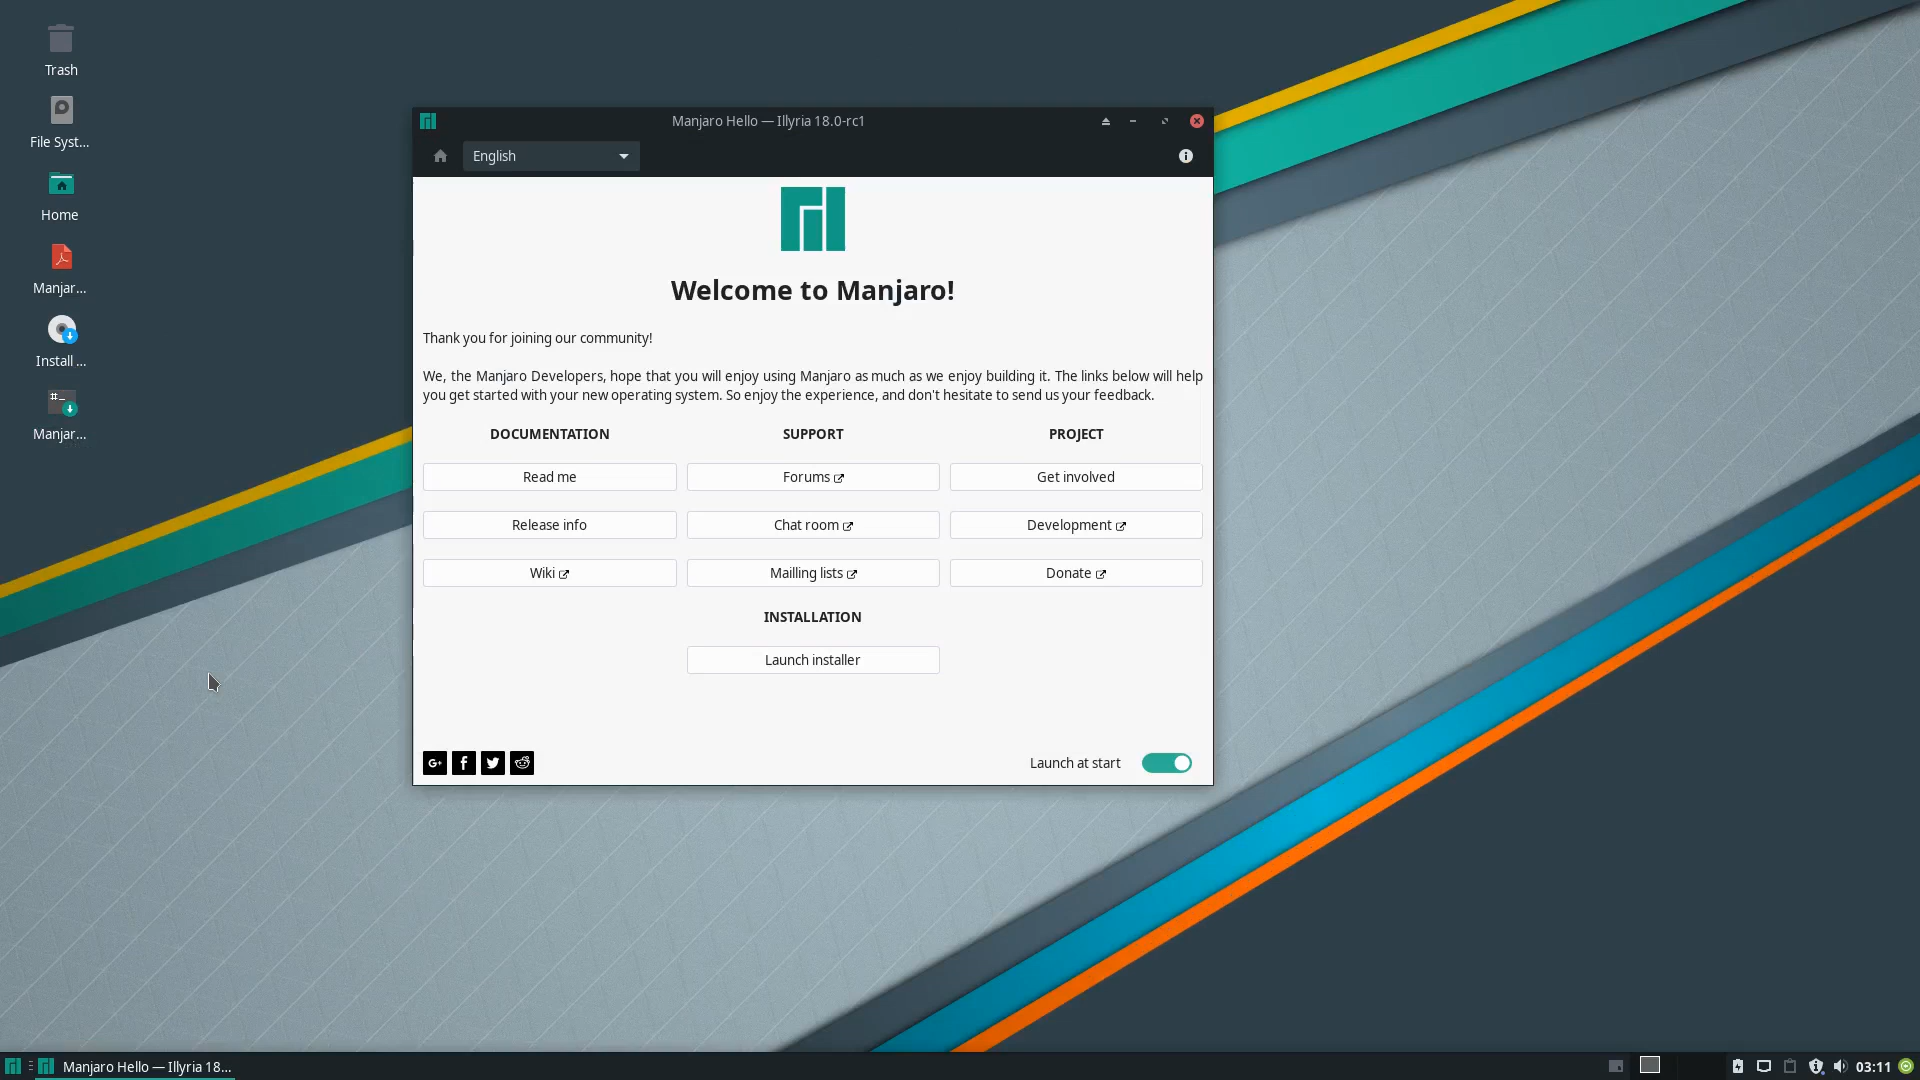 Trash
File Syst...
Home
Manjar...
Install ...
Manjar...
Manjaro Hello — Illyria 18.0-rc1
English
Welcome to Manjaro!
Thank you for joining our community!
We, the Manjaro Developers, hope that you will enjoy using Manjaro as much as we enjoy building it. The links below will help
you get started with your new operating system. So enjoy the experience, and don't hesitate to send us your feedback.
DOCUMENTATION SUPPORT PROJECT
Read me Forums Get involved
Release info Chat room Development
Wiki Mailling lists Donate
INSTALLATION
Launch installer
G+ f
Launch at start
Manjaro Hello — Illyria 18...
03:11